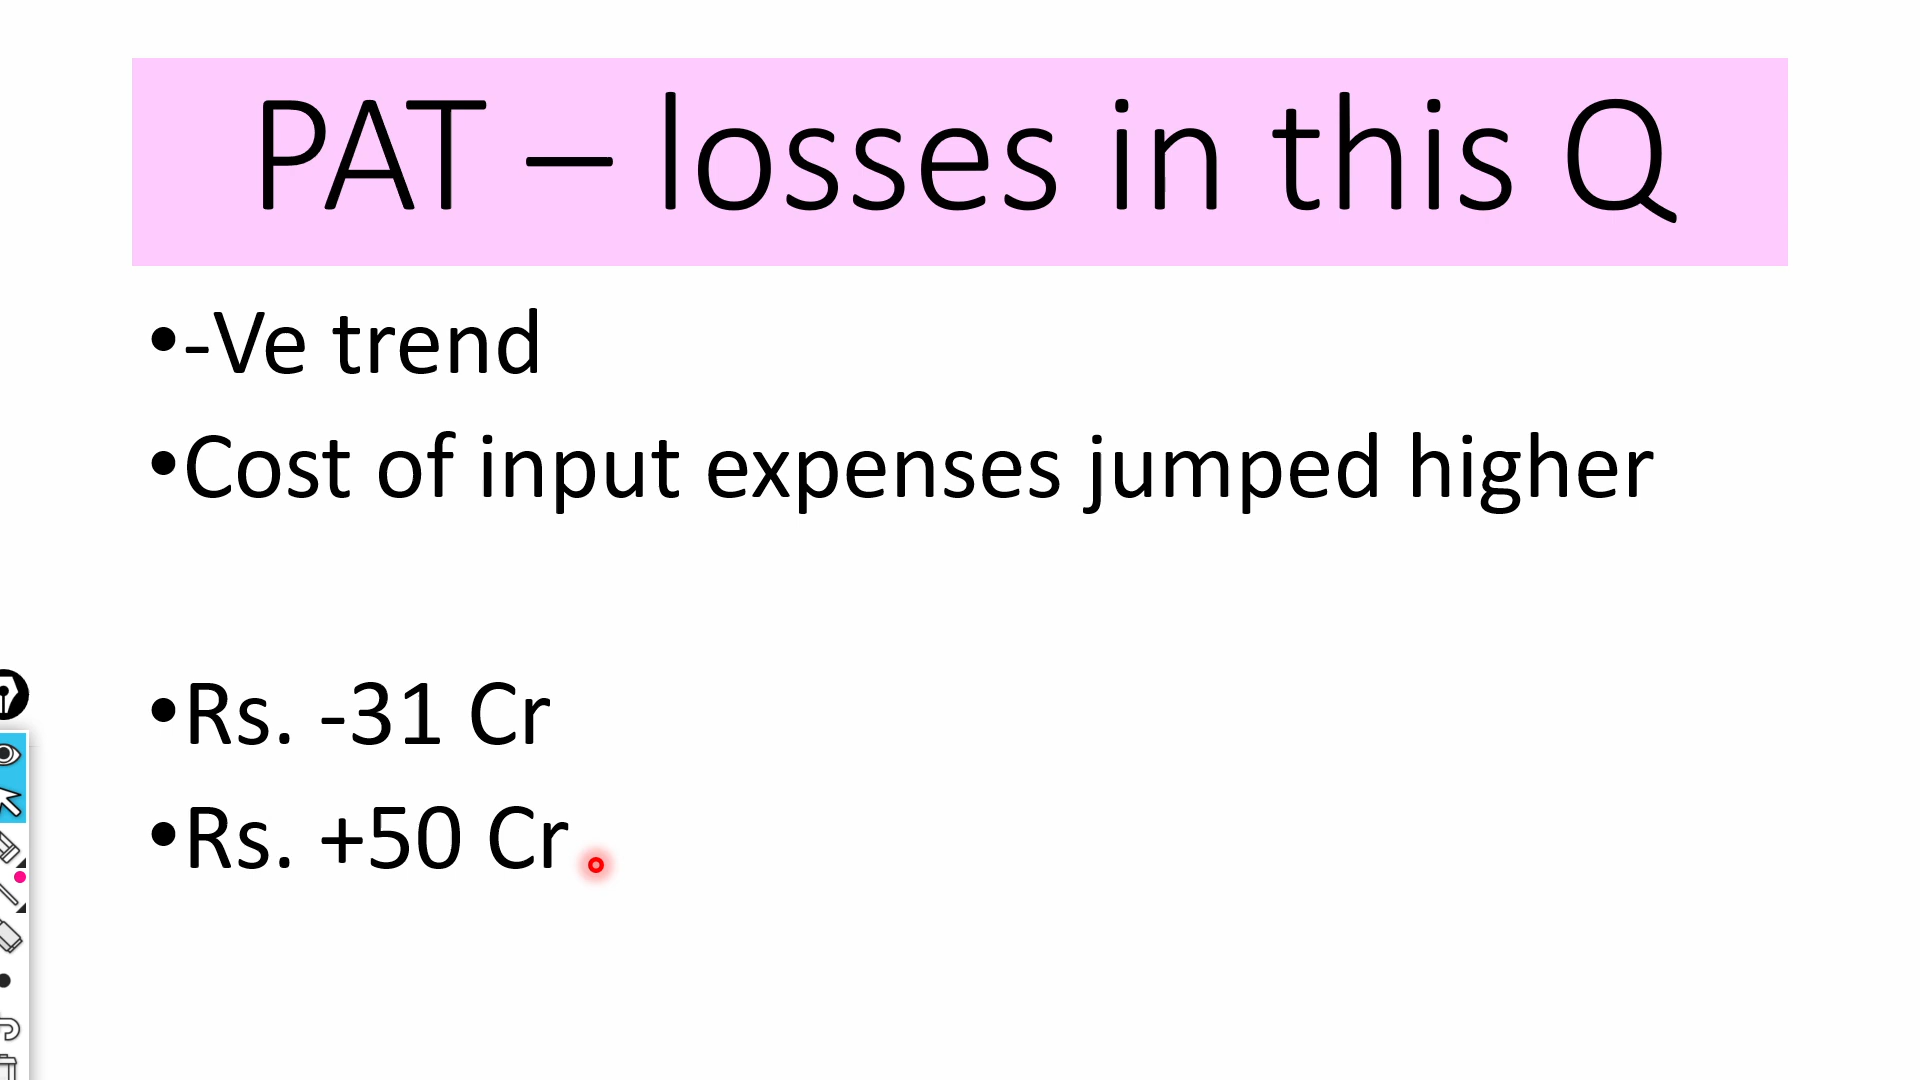 PAT – losses in this Q
•-Ve trend
•Cost of input expenses jumped higher
•Rs. -31 Cr
•Rs. +50 Cr